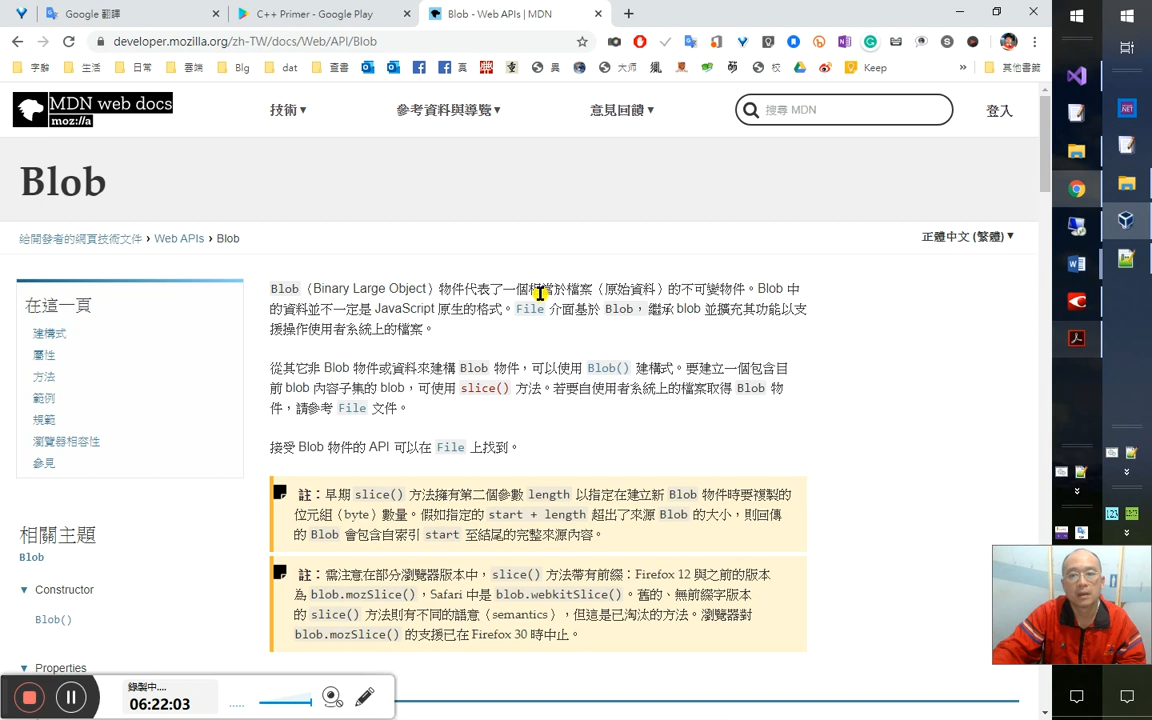 Google 翻譯
C++ Primer - Google Play
Blob - Web APIs | MDN
developer.mozilla.org/zh-TW/docs/Web/API/Blob
字辭
生活
日常
雲端
Blg
dat
查書
真
異
大师
校
Keep
»
其他書籤
MDN web docs
moz://a
技術▼
參考資料與導覽▼
意見回饋▼
搜尋 MDN
登入
Blob
給開發者的網頁技術文件 › Web APIs › Blob
正體中文 (繁體) ▼
在這一頁
建構式
屬性
方法
範例
規範
瀏覽器相容性
參見
相關主題
Blob
▼ Constructor
Blob()
▼ Properties
Blob（Binary Large Object）物件代表了一個相當於檔案（原始資料）的不可變物件。Blob 中
的資料並不一定是 JavaScript 原生的格式。File 介面基於 Blob，繼承 blob 並擴充其功能以支
援操作使用者系統上的檔案。
從其它非 Blob 物件或資料來建構 Blob 物件，可以使用 Blob() 建構式。要建立一個包含目
前 blob 內容子集的 blob，可使用 slice() 方法。若要自使用者系統上的檔案取得 Blob 物
件，請參考 File 文件。
接受 Blob 物件的 API 可以在 File 上找到。
註：早期 slice() 方法擁有第二個參數 length 以指定在建立新 Blob 物件時要複製的
位元組（byte）數量。假如指定的 start + length 超出了來源 Blob 的大小，則回傳
的 Blob 會包含自索引 start 至結尾的完整來源內容。
註：需注意在部分瀏覽器版本中，slice() 方法帶有前綴：Firefox 12 與之前的版本
為 blob.mozSlice()，Safari 中是 blob.webkitSlice()。舊的、無前綴字版本
的 slice() 方法則有不同的語意（semantics），但這是已淘汰的方法。瀏覽器對
blob.mozSlice() 的支援已在 Firefox 30 時中止。
錄製中....
06:22:03